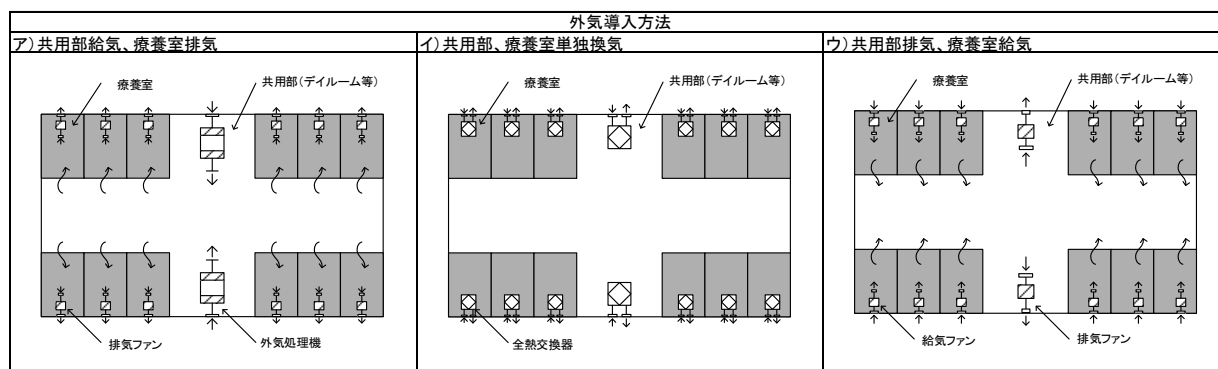 外気導入方法
ア)共用部給気、療養室排気
イ)共用部、療養室単独換気
ウ)共用部排気、療養室給気
療養室
共用部(デイルーム等)
排気ファン
外気処理機
療養室
共用部(デイルーム等)
全熱交換器
療養室
共用部(デイルーム等)
給気ファン
排気ファン